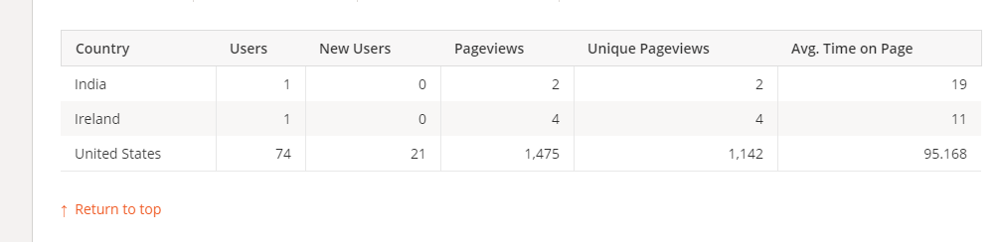 Country Users New Users Pageviews Unique Pageviews Avg. Time on Page
India 1 0 2 2 19
Ireland 1 0 4 4 11
United States 74 21 1,475 1,142 95.168
↑ Return to top